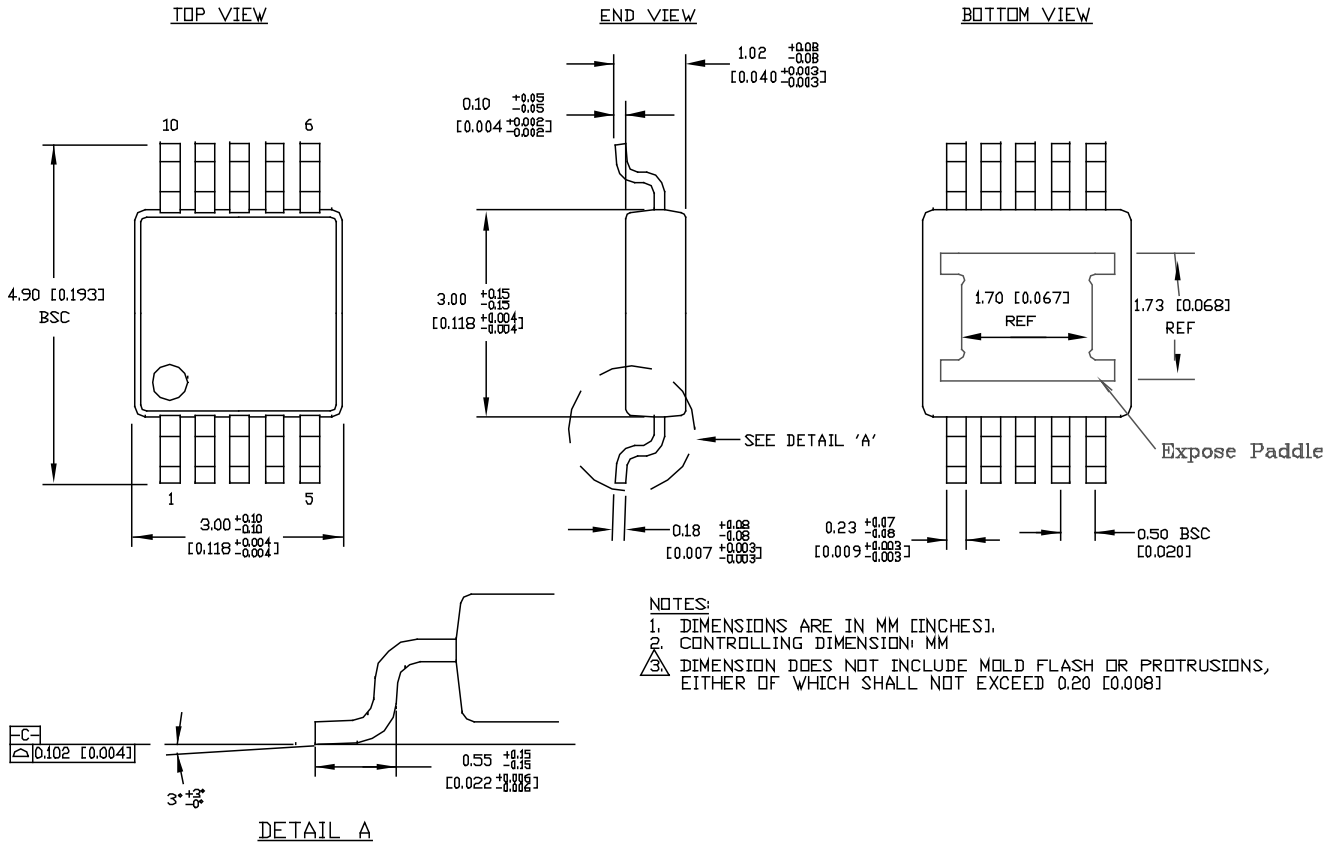 TOP VIEW
END VIEW
BOTTOM VIEW
1.02 +0.08 -0.08
[0.040 +0.003 -0.003]
0.10 +0.05 -0.05
[0.004 +0.002 -0.002]
10
6
4.90 [0.193]
BSC
3.00 +0.15 -0.15
[0.118 +0.004 -0.004]
1.70 [0.067]
REF
1.73 [0.068]
REF
SEE DETAIL 'A'
Expose Paddle
1
5
3.00 +0.10 -0.10
[0.118 +0.004 -0.004]
0.18 +0.08 -0.08
[0.007 +0.003 -0.003]
0.23 +0.07 -0.08
[0.009 +0.003 -0.003]
0.50 BSC
[0.020]
NOTES:
1. DIMENSIONS ARE IN MM [INCHES].
2. CONTROLLING DIMENSION: MM
3. DIMENSION DOES NOT INCLUDE MOLD FLASH OR PROTRUSIONS,
EITHER OF WHICH SHALL NOT EXCEED 0.20 [0.008]
-C-
0.102 [0.004]
0.55 +0.15 -0.15
[0.022 +0.006 -0.006]
3° +3° -0°
DETAIL A